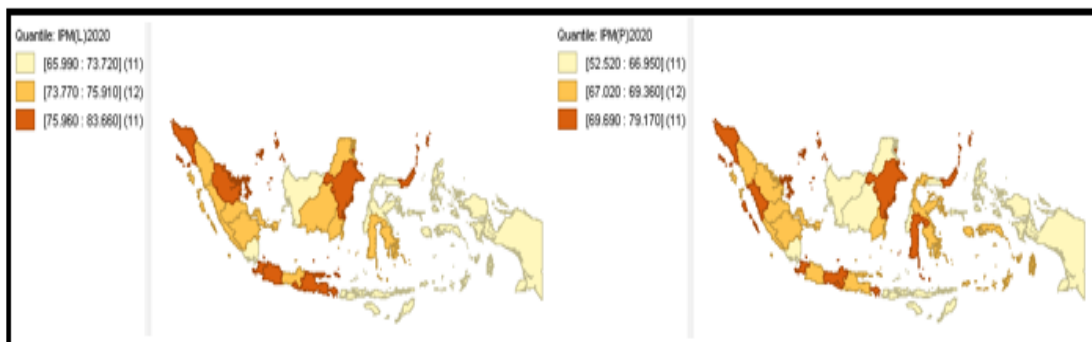 Quantile: IPM(L)2020
[65.990 : 73.720] (11)
[73.770 : 75.910] (12)
[75.960 : 83.660] (11)
Quantile: IPM(P)2020
[52.520 : 66.950] (11)
[67.020 : 69.360] (12)
[69.690 : 79.170] (11)